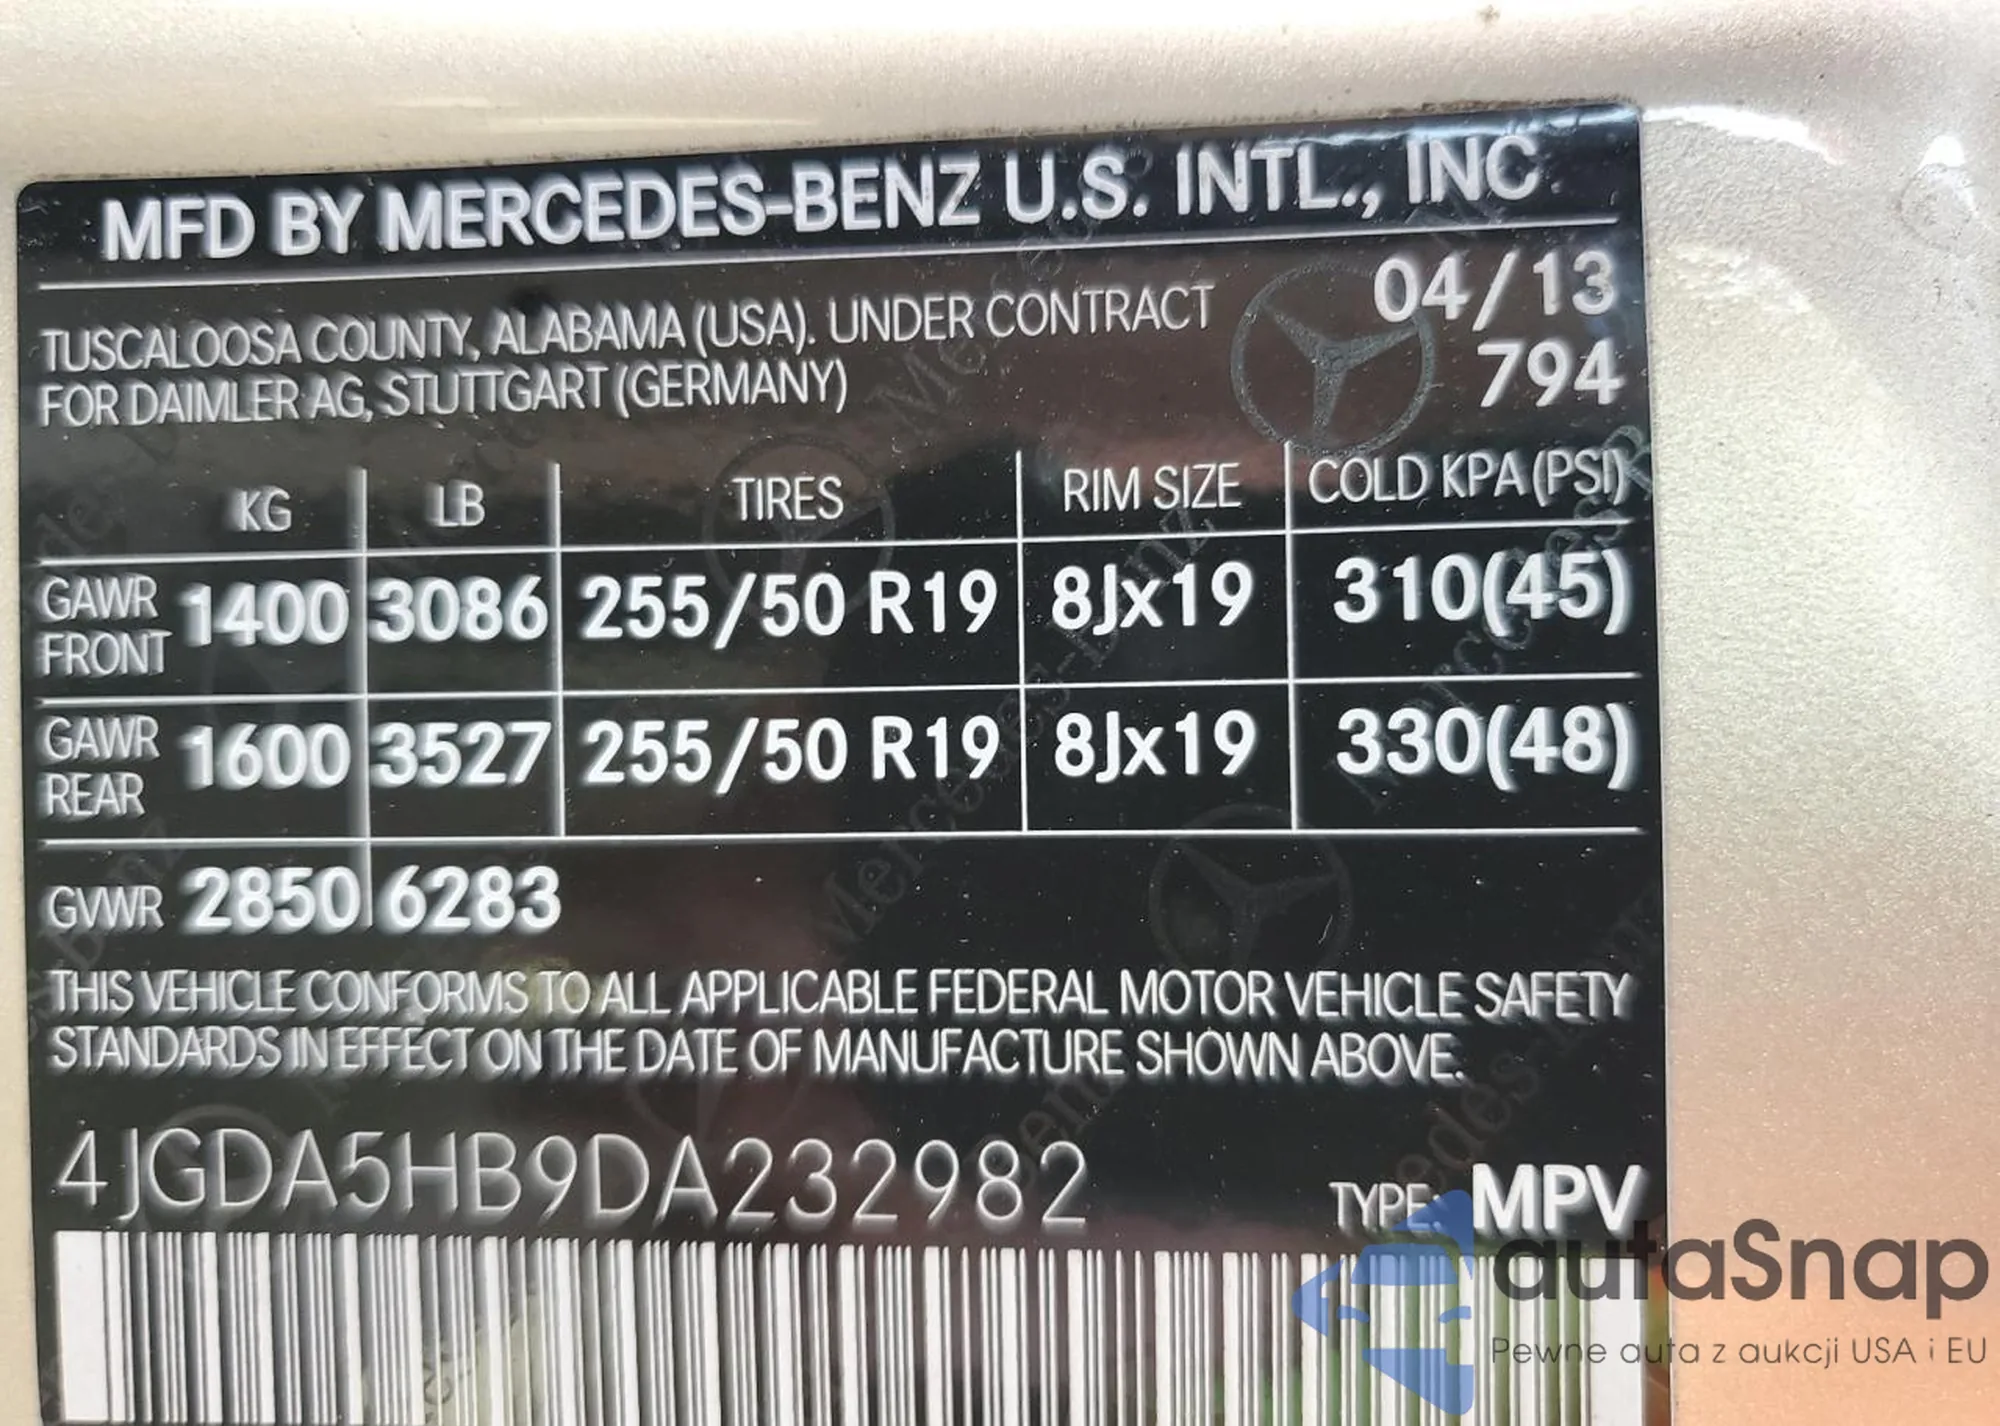 MFD BY MERCEDES-BENZ U.S. INTL., INC.
TUSCALOOSA COUNTY, ALABAMA (USA). UNDER CONTRACT
FOR DAIMLER AG, STUTTGART (GERMANY)
04/13
794
KG LB TIRES RIM SIZE COLD KPA (PSI)
GAWR FRONT 1400 3086 255/50 R19 8Jx19 310(45)
GAWR REAR 1600 3527 255/50 R19 8Jx19 330(48)
GVWR 2850 6283
THIS VEHICLE CONFORMS TO ALL APPLICABLE FEDERAL MOTOR VEHICLE SAFETY
STANDARDS IN EFFECT ON THE DATE OF MANUFACTURE SHOWN ABOVE.
4JGDA5HB9DA232982
TYPE: MPV
autaSnap
Pewne auta z aukcji USA i EU